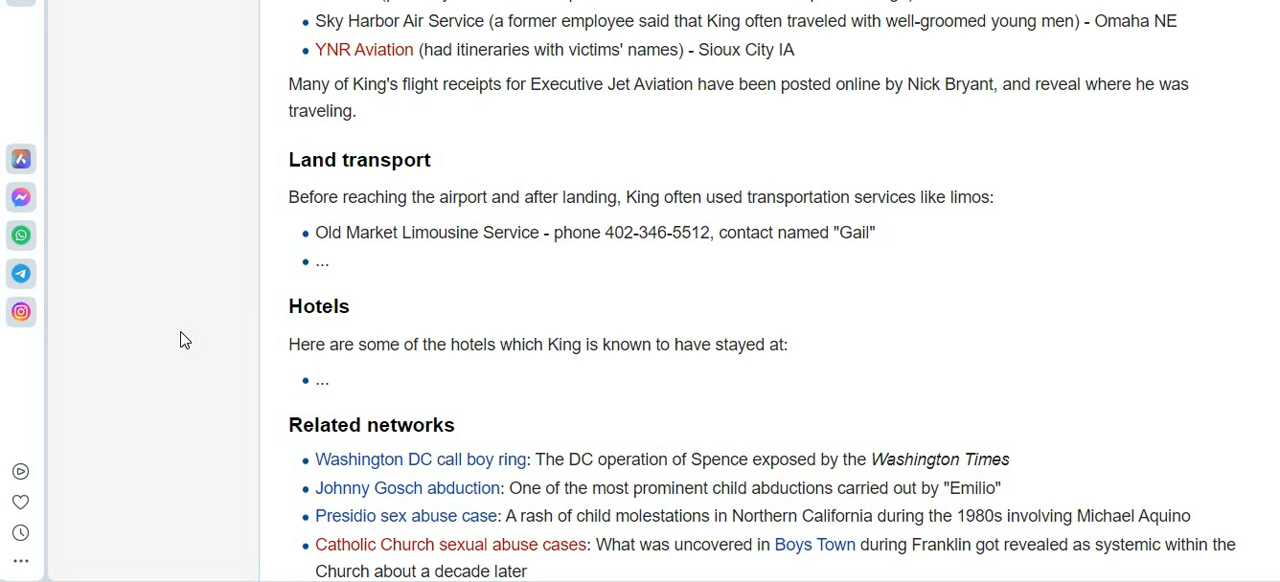 Sky Harbor Air Service (a former employee said that King often traveled with well-groomed young men) - Omaha NE
YNR Aviation (had itineraries with victims' names) - Sioux City IA
Many of King's flight receipts for Executive Jet Aviation have been posted online by Nick Bryant, and reveal where he was
traveling.
Land transport
Before reaching the airport and after landing, King often used transportation services like limos:
Old Market Limousine Service - phone 402-346-5512, contact named "Gail"
...
Hotels
Here are some of the hotels which King is known to have stayed at:
...
Related networks
Washington DC call boy ring: The DC operation of Spence exposed by the Washington Times
Johnny Gosch abduction: One of the most prominent child abductions carried out by "Emilio"
Presidio sex abuse case: A rash of child molestations in Northern California during the 1980s involving Michael Aquino
Catholic Church sexual abuse cases: What was uncovered in Boys Town during Franklin got revealed as systemic within the
Church about a decade later